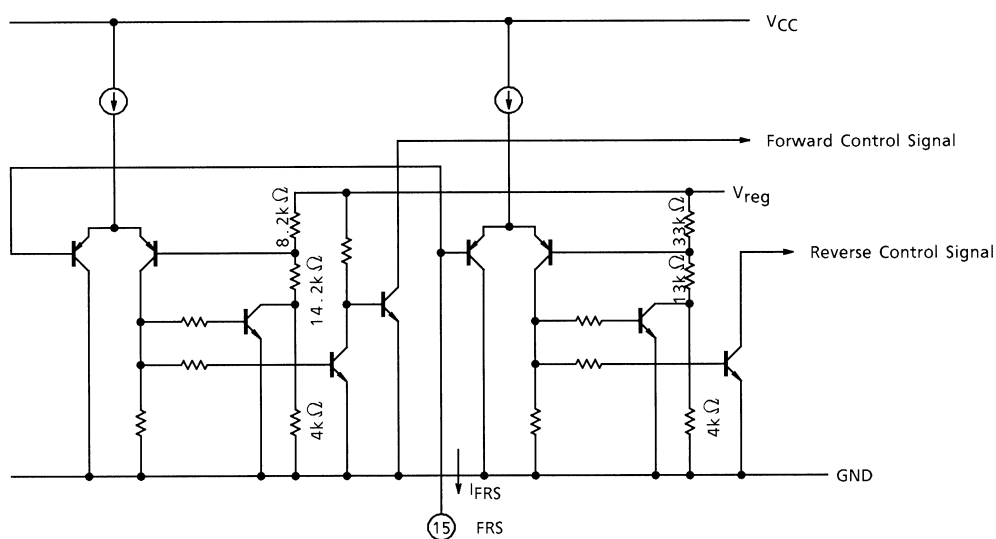 VCC
Forward Control Signal
Vreg
8.2kΩ
33kΩ
Reverse Control Signal
14.2kΩ
13kΩ
4kΩ
4kΩ
GND
IFRS
15 FRS